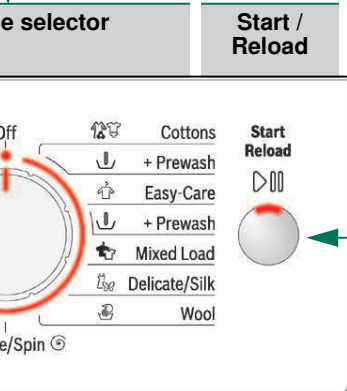 e selector
Start /
Reload
Off
Cottons
+ Prewash
Easy-Care
+ Prewash
Mixed Load
Delicate/Silk
Wool
Start
Reload
e/Spin